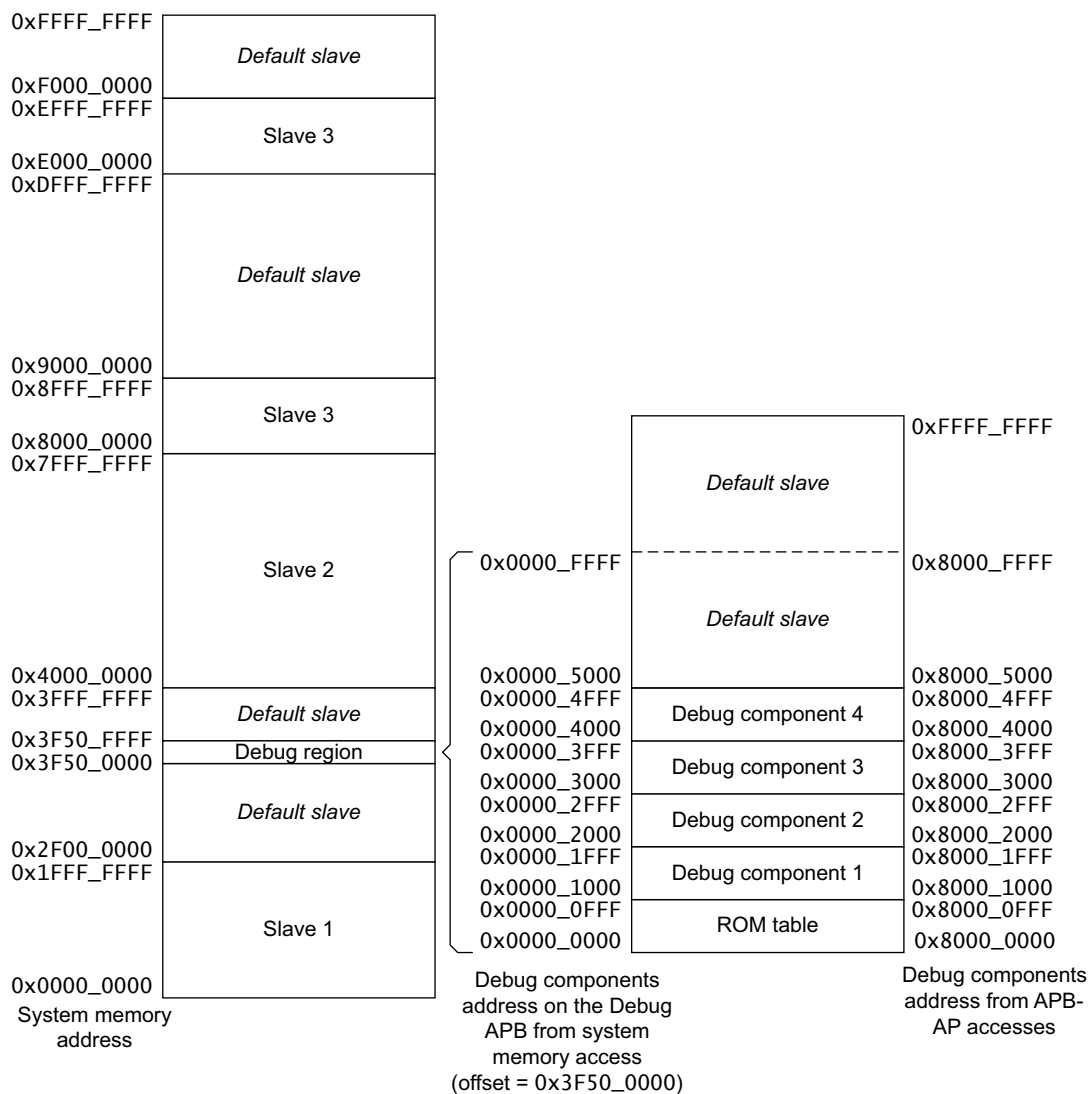 0xFFFF_FFFF
Default slave
0xF000_0000
0xEFFF_FFFF
Slave 3
0xE000_0000
0xDFFF_FFFF
Default slave
0x9000_0000
0x8FFF_FFFF
Slave 3
0x8000_0000
0x7FFF_FFFF
Slave 2
0x4000_0000
0x3FFF_FFFF
Default slave
0x3F50_FFFF
Debug region
0x3F50_0000
Default slave
0x2F00_0000
0x1FFF_FFFF
Slave 1
0x0000_0000
System memory
address
0xFFFF_FFFF
Default slave
0x0000_FFFF 0x8000_FFFF
Default slave
0x0000_5000 0x8000_5000
0x0000_4FFF 0x8000_4FFF
Debug component 4
0x0000_4000 0x8000_4000
0x0000_3FFF 0x8000_3FFF
Debug component 3
0x0000_3000 0x8000_3000
0x0000_2FFF 0x8000_2FFF
Debug component 2
0x0000_2000 0x8000_2000
0x0000_1FFF 0x8000_1FFF
Debug component 1
0x0000_1000 0x8000_1000
0x0000_0FFF 0x8000_0FFF
ROM table
0x0000_0000 0x8000_0000
Debug components
address on the Debug
APB from system
memory access
(offset = 0x3F50_0000)
Debug components
address from APB-
AP accesses